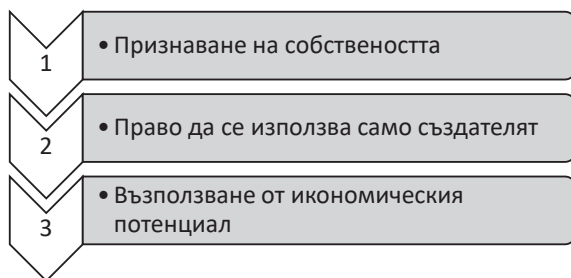 1
• Признаване на собствеността
2
• Право да се използва само създателят
3
• Възползване от икономическия
потенциал